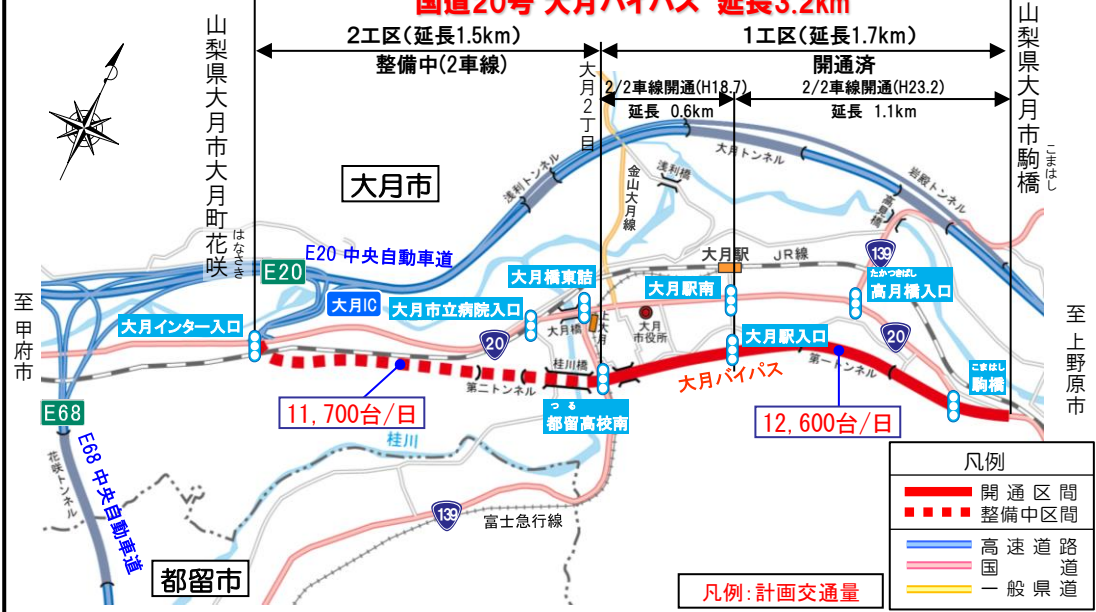 国道20号 大月バイパス 延長3.2km
2工区(延長1.5km)
整備中(2車線)
1工区(延長1.7km)
開通済
2/2車線開通(H18.7)
延長 0.6km
2/2車線開通(H23.2)
延長 1.1km
山梨県大月市大月町花咲
はなさき
大月2丁目
山梨県大月市駒橋
こまはし
大月市
浅利トンネル
金山大月線
浅利橋
大月トンネル
岩殿トンネル
高見橋
E20 中央自動車道
E20
大月IC
大月駅
JR線
139
大月橋東詰
大月市立病院入口
大月駅南
たかつきばし
高月橋入口
大月インター入口
大月橋
上大月
大月
市役所
大月駅入口
20
20
至 甲府市
至 上野原市
桂川橋
第二トンネル
大月バイパス
第一トンネル
こまはし
駒橋
11,700台/日
つる
都留高校南
12,600台/日
E68
E68 中央自動車道
花咲トンネル
桂川
139
富士急行線
都留市
凡例:計画交通量
凡例
開通区間
整備中区間
高速道路
国道
一般県道